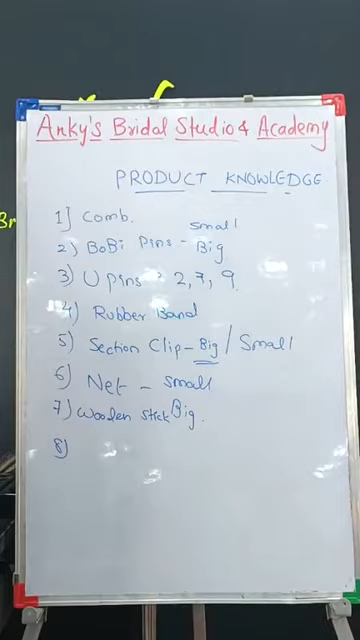 Anky's Bridal Studio & Academy
PRODUCT KNOWLEDGE
1] Comb.
small
2) BoBi Pins - Big
3) U pins : 2, 7, 9
4) Rubber Band
5) Section Clip - Big / Small
6) Net - small
7) Wooden stick Big.
8)
Br